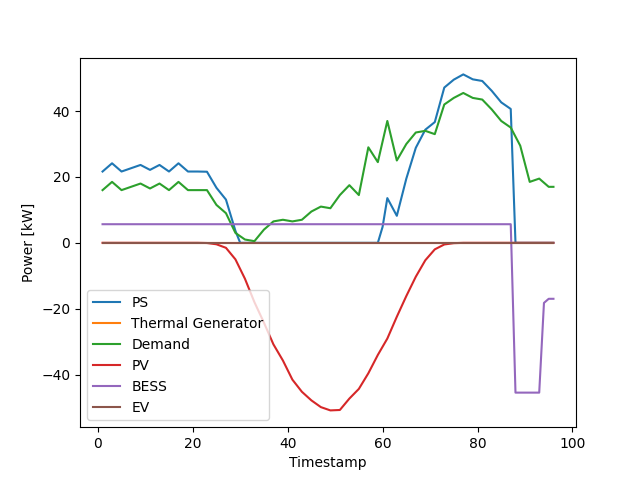 40
20
0
−20
−40
Power [kW]
PS
Thermal Generator
Demand
PV
BESS
EV
0 20 40 60 80 100
Timestamp